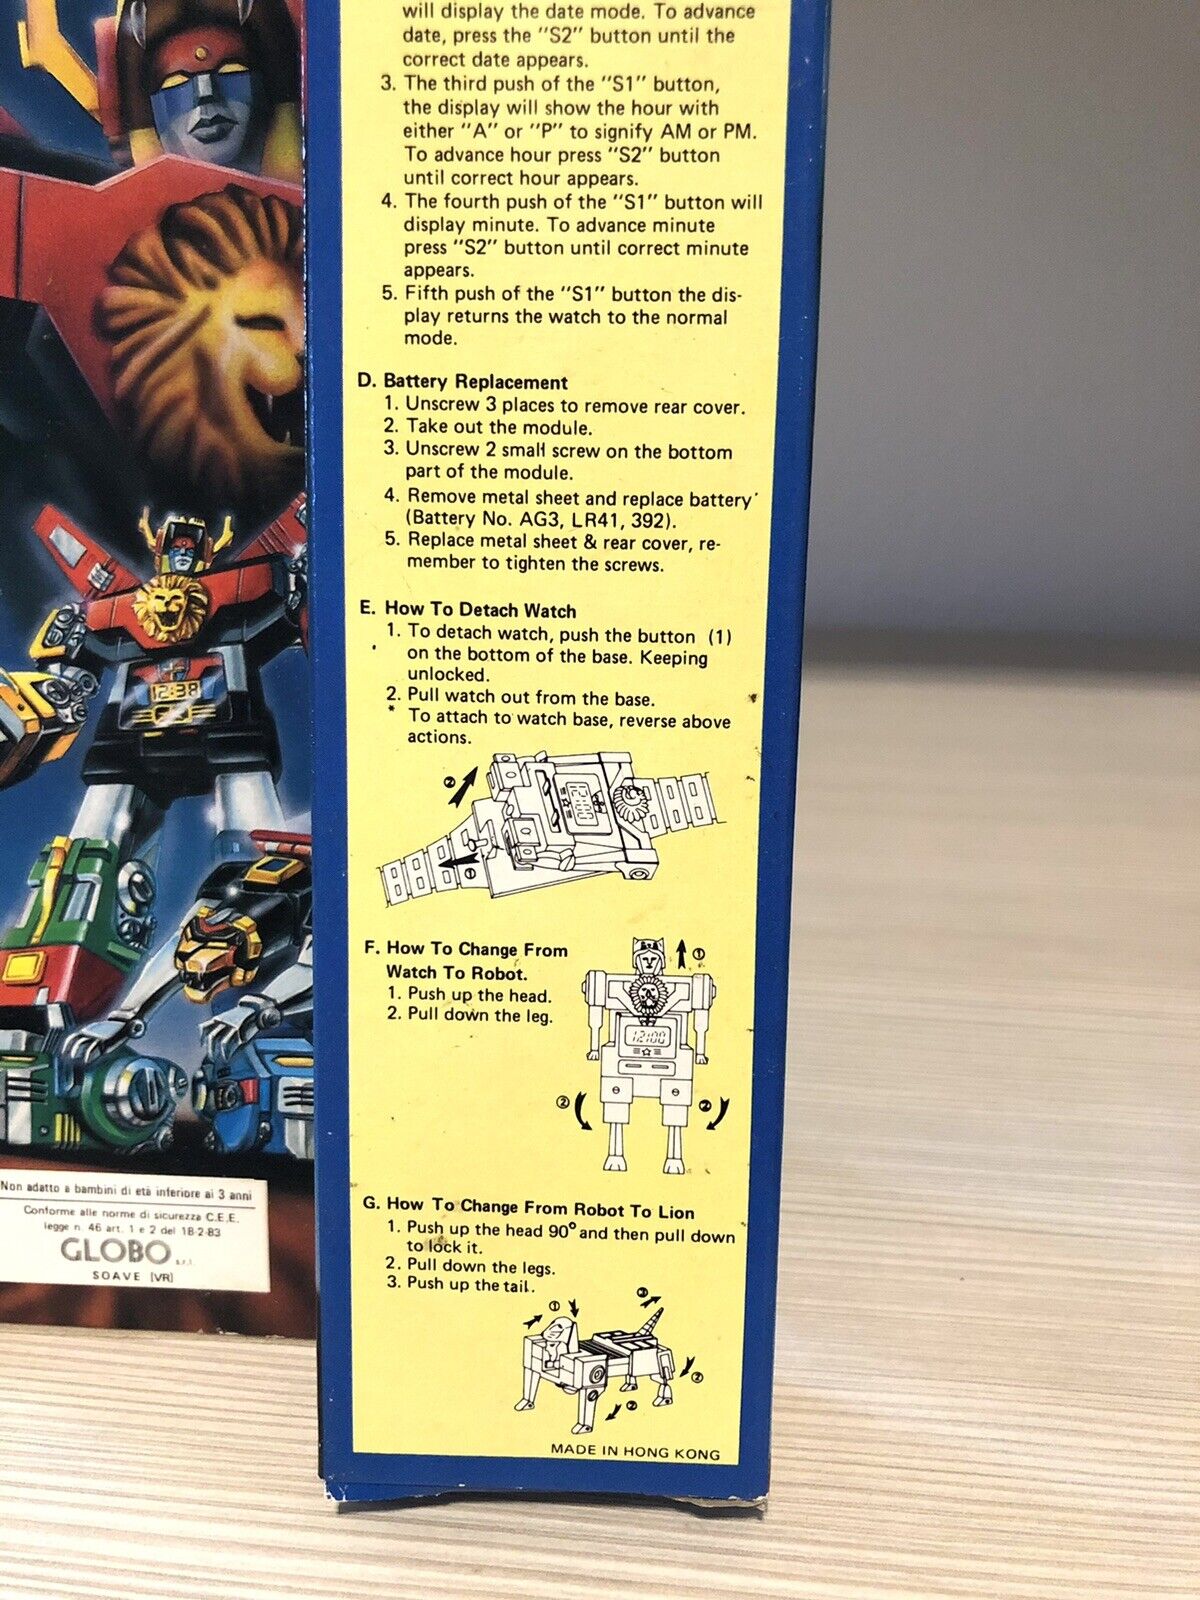 will display the date mode. To advance
date, press the "S2" button until the
correct date appears.
3. The third push of the "S1" button,
the display will show the hour with
either "A" or "P" to signify AM or PM.
To advance hour press "S2" button
until correct hour appears.
4. The fourth push of the "S1" button will
display minute. To advance minute
press "S2" button until correct minute
appears.
5. Fifth push of the "S1" button the dis-
play returns the watch to the normal
mode.
D. Battery Replacement
1. Unscrew 3 places to remove rear cover.
2. Take out the module.
3. Unscrew 2 small screw on the bottom
part of the module.
4. Remove metal sheet and replace battery
(Battery No. AG3, LR41, 392).
5. Replace metal sheet & rear cover, re-
member to tighten the screws.
E. How To Detach Watch
1. To detach watch, push the button (1)
on the bottom of the base. Keeping
unlocked.
2. Pull watch out from the base.
* To attach to watch base, reverse above
actions.
2
12:00
1
F. How To Change From
Watch To Robot.
1. Push up the head.
2. Pull down the leg.
1
12:00
2
2
G. How To Change From Robot To Lion
1. Push up the head 90° and then pull down
to lock it.
2. Pull down the legs.
3. Push up the tail.
1
3
2
2
MADE IN HONG KONG
12:38
Non adatto a bambini di età inferiore ai 3 anni
Conforme alle norme di sicurezza C.E.E.
legge n. 46 art. 1 e 2 del 18-2-83
GLOBO s.r.l.
SOAVE (VR)